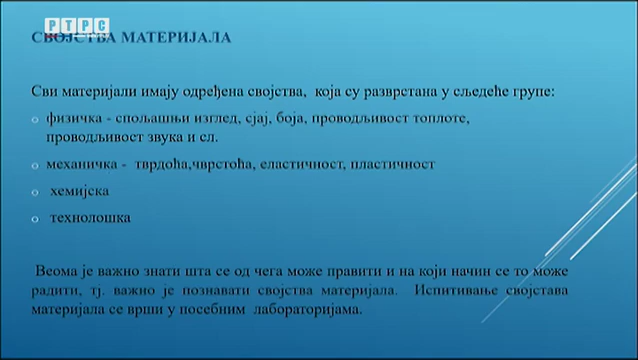 РТРС
СВОЈСТВА МАТЕРИЈАЛА
Сви материјали имају одређена својства, која су разврстана у сљедеће групе:
o физичка - спољашњи изглед, сјај, боја, проводљивост топлоте,
проводљивост звука и сл.
o механичка - тврдоћа,чврстоћа, еластичност, пластичност
o хемијска
o технолошка
Веома је важно знати шта се од чега може правити и на који начин се то може
радити, тј. важно је познавати својства материјала. Испитивање својстава
материјала се врши у посебним лабораторијама.